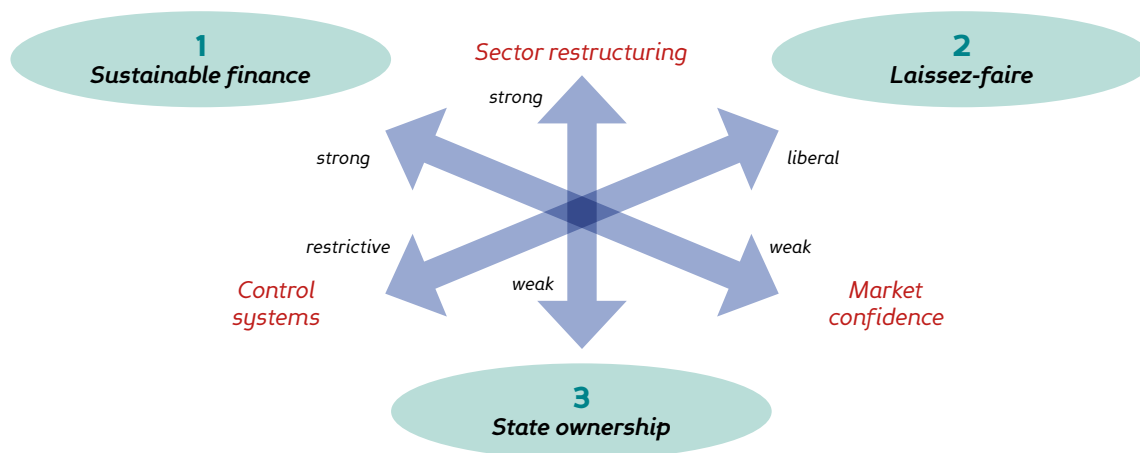 1
Sustainable finance
Sector restructuring
2
Laissez-faire
strong
strong
liberal
restrictive
weak
weak
Control
systems
Market
confidence
3
State ownership